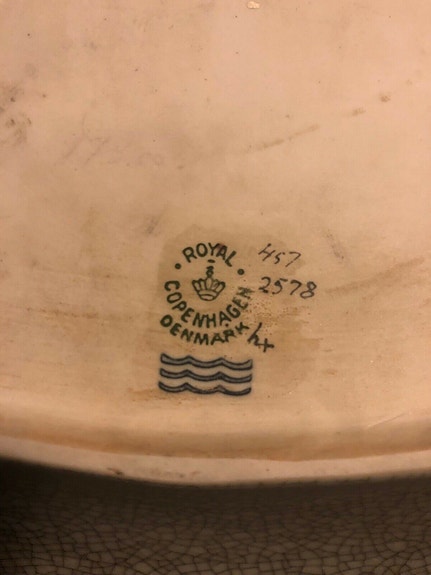 ROYAL
COPENHAGEN
DENMARK
457
2578
hx